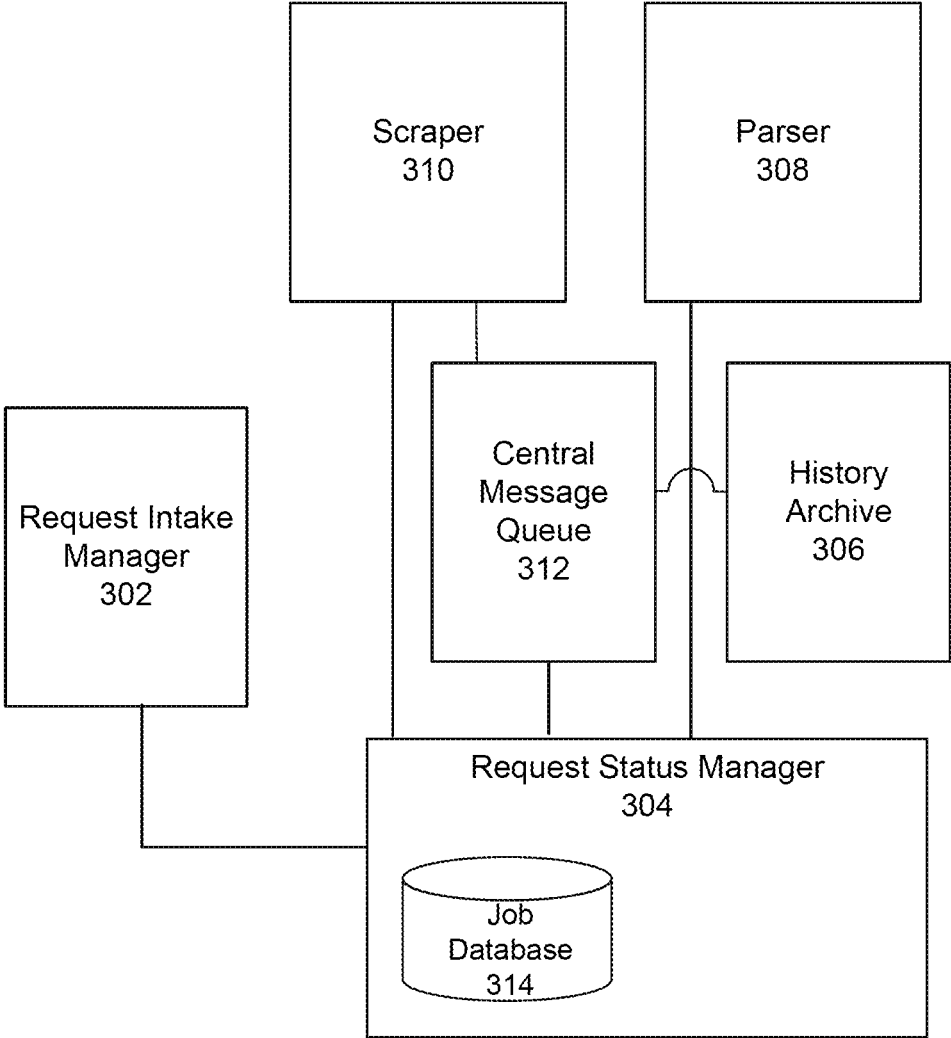 Scraper
310
Parser
308
Central
Message
Queue
312
History
Archive
306
Request Intake
Manager
302
Request Status Manager
304
Job
Database
314